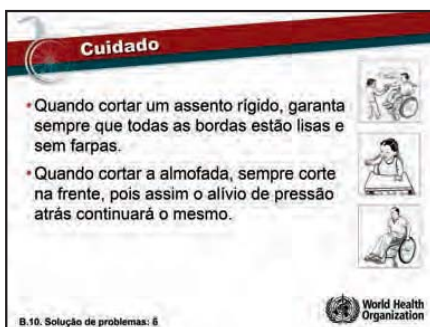 Cuidado
• Quando cortar um assento rígido, garanta
sempre que todas as bordas estão lisas e
sem farpas.
• Quando cortar a almofada, sempre corte
na frente, pois assim o alívio de pressão
atrás continuará o mesmo.
B.10. Solução de problemas: 6
World Health
Organization